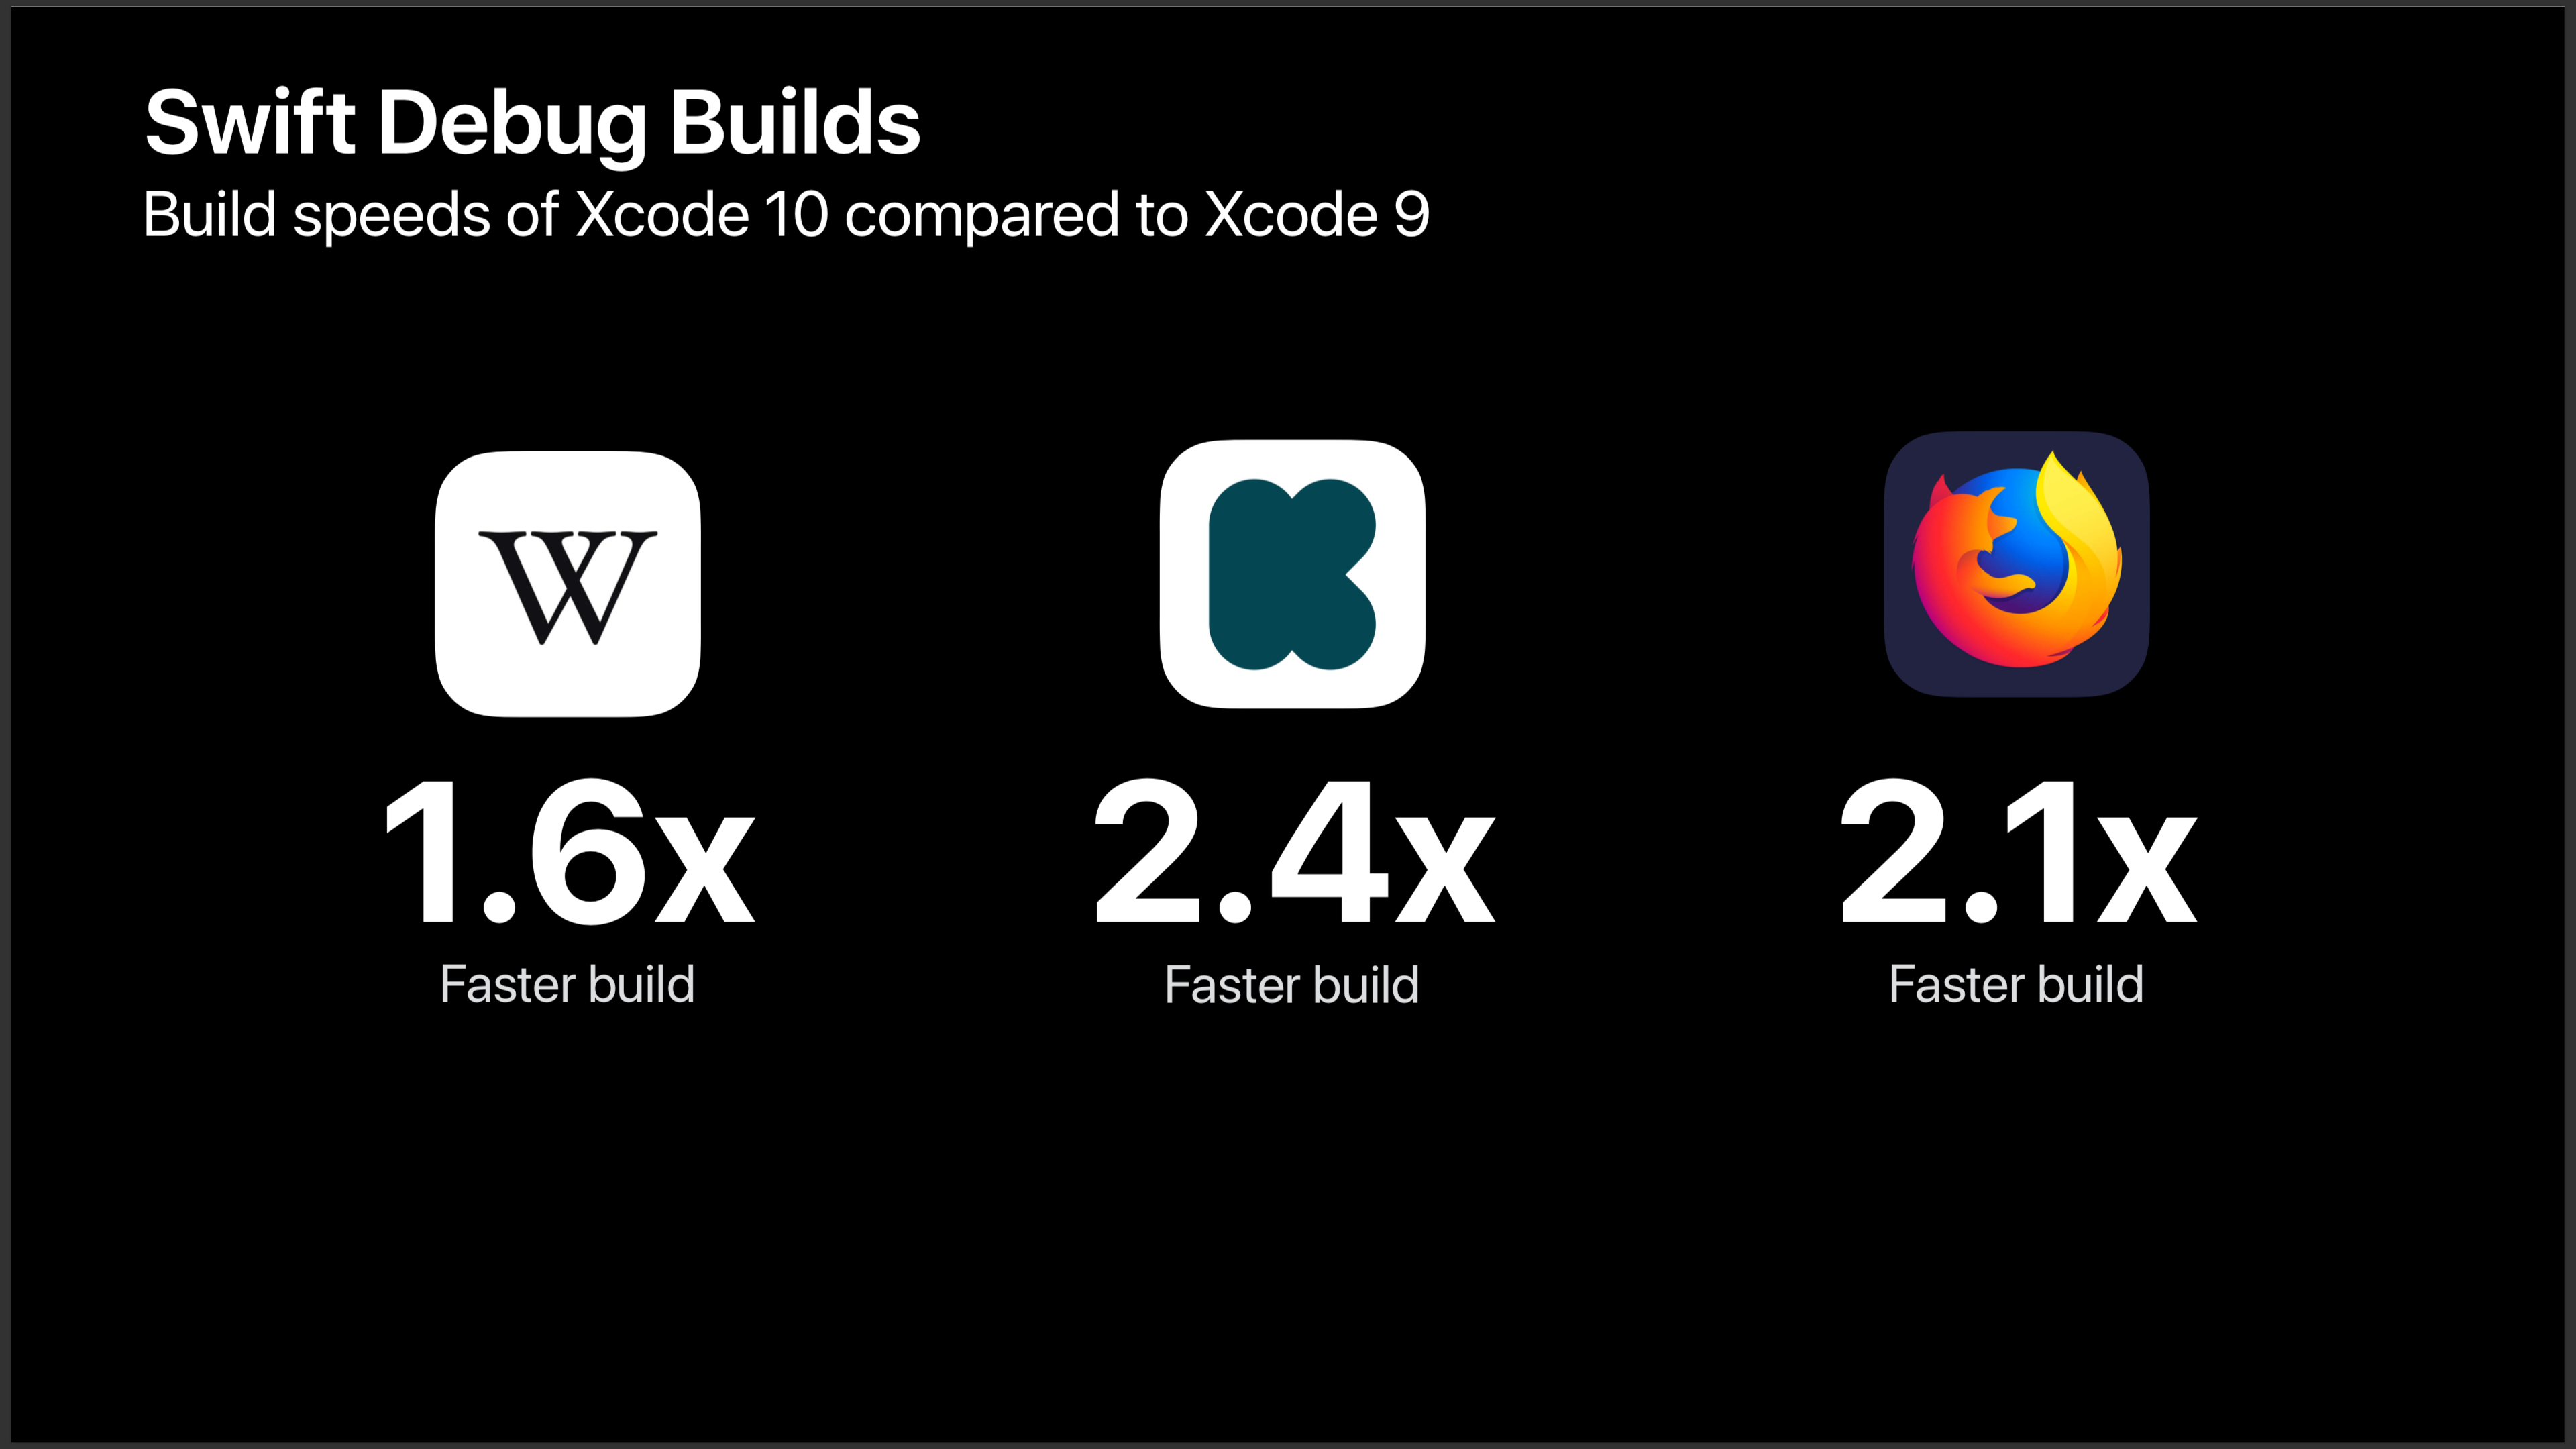 Swift Debug Builds
Build speeds of Xcode 10 compared to Xcode 9
W
K
1.6x
2.4x
2.1x
Faster build
Faster build
Faster build